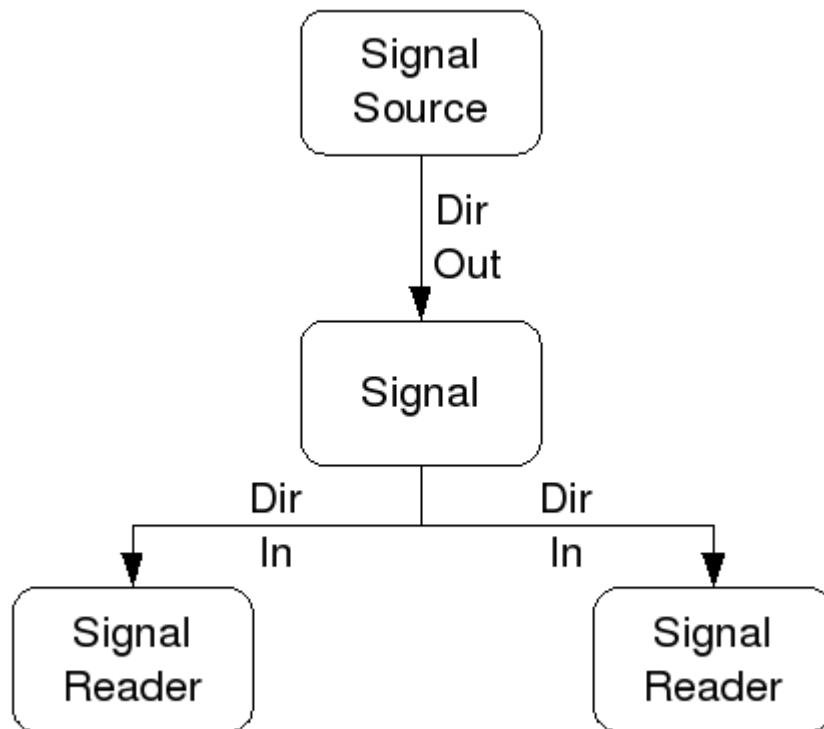 Signal
Source
Dir
Out
Signal
Dir
In
Dir
In
Signal
Reader
Signal
Reader